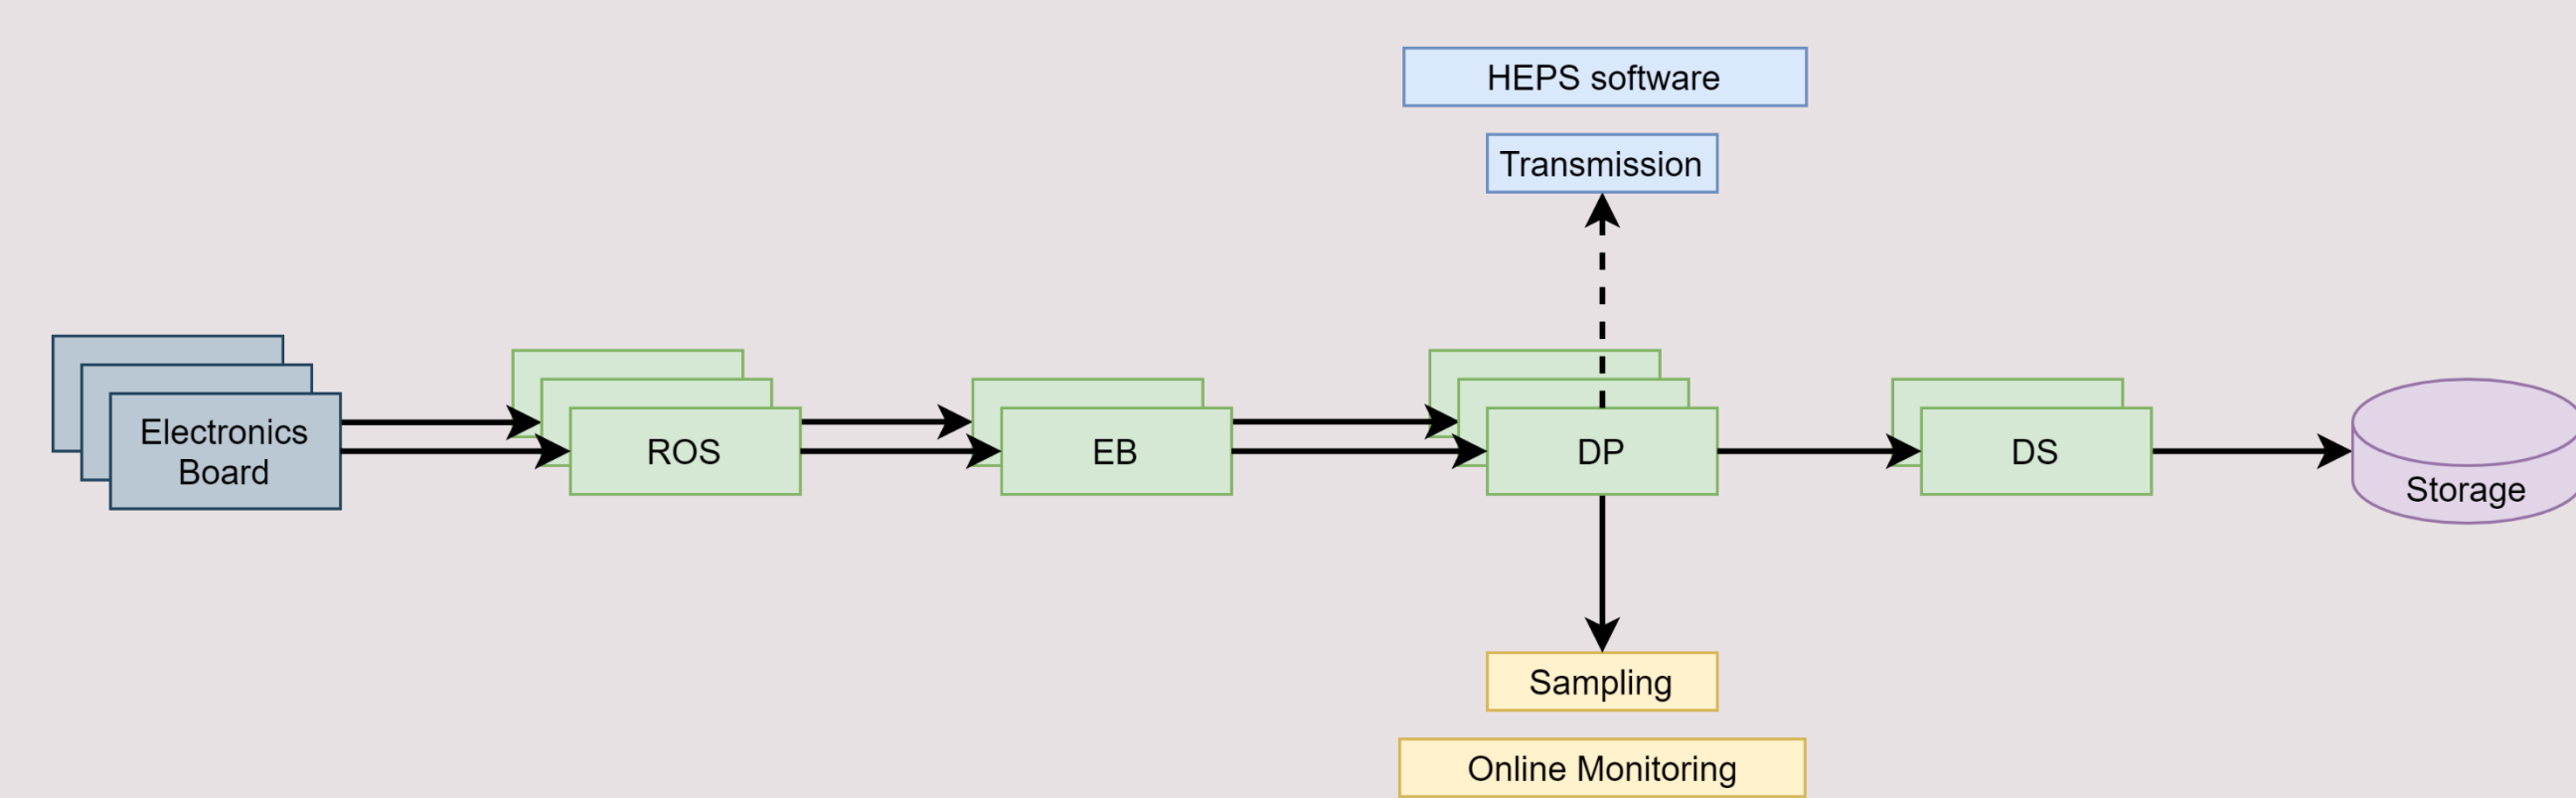 HEPS software
Transmission
Electronics
Board
ROS
EB
DP
DS
Storage
Sampling
Online Monitoring